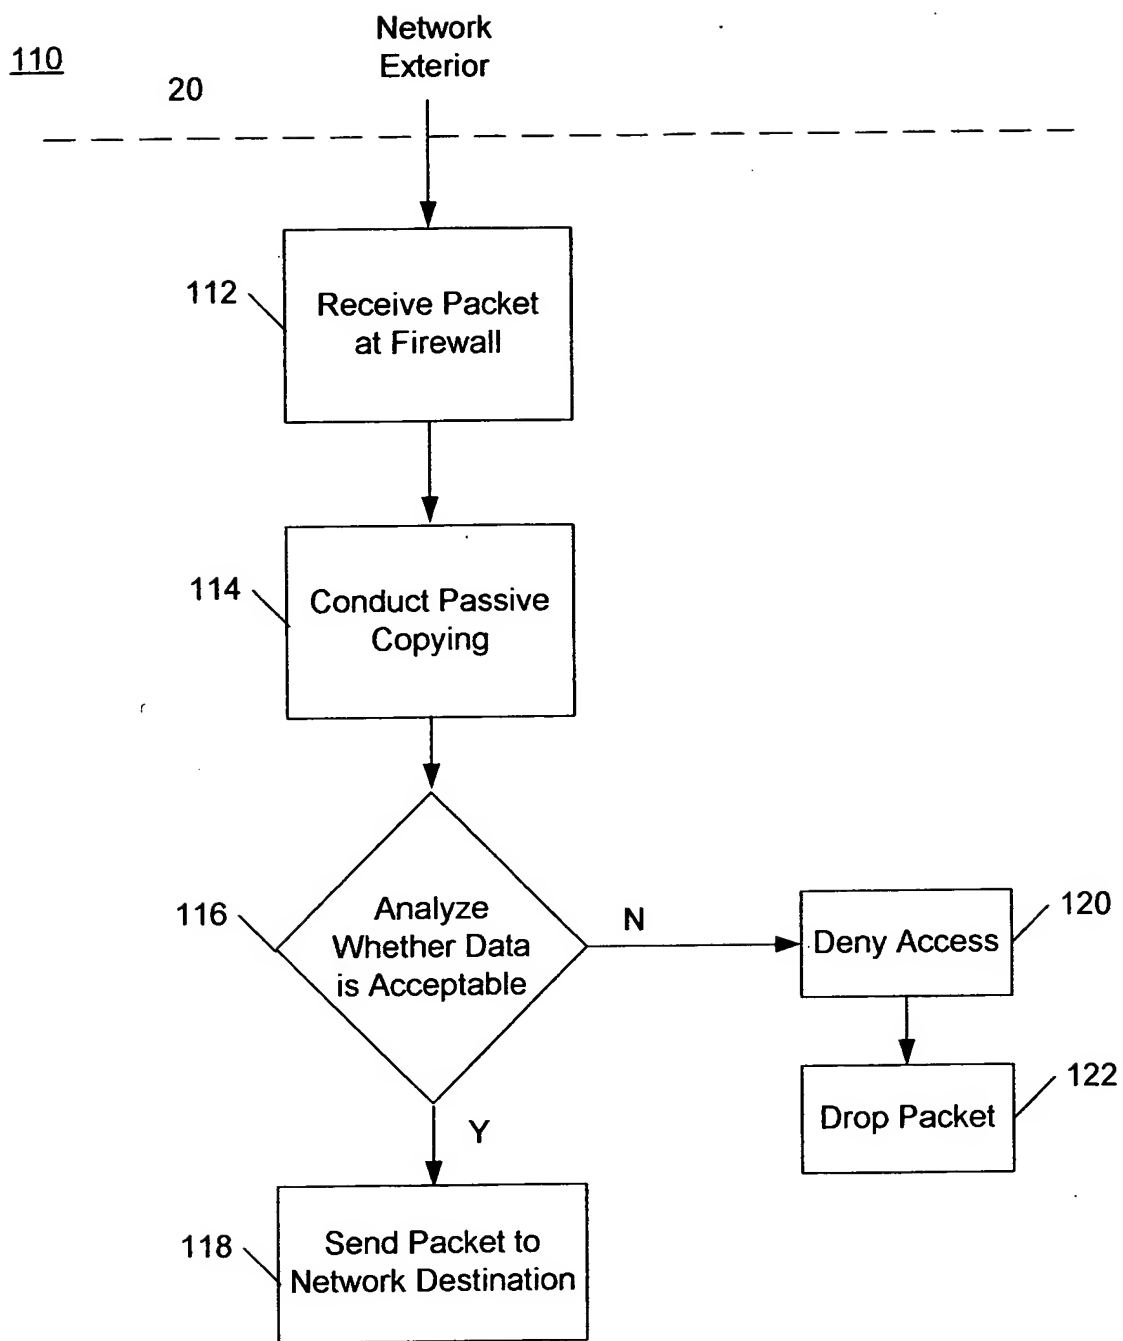 110
Network
Exterior
20
112
Receive Packet
at Firewall
114
Conduct Passive
Copying
116
Analyze
Whether Data
is Acceptable
N
120
Deny Access
122
Drop Packet
Y
118
Send Packet to
Network Destination